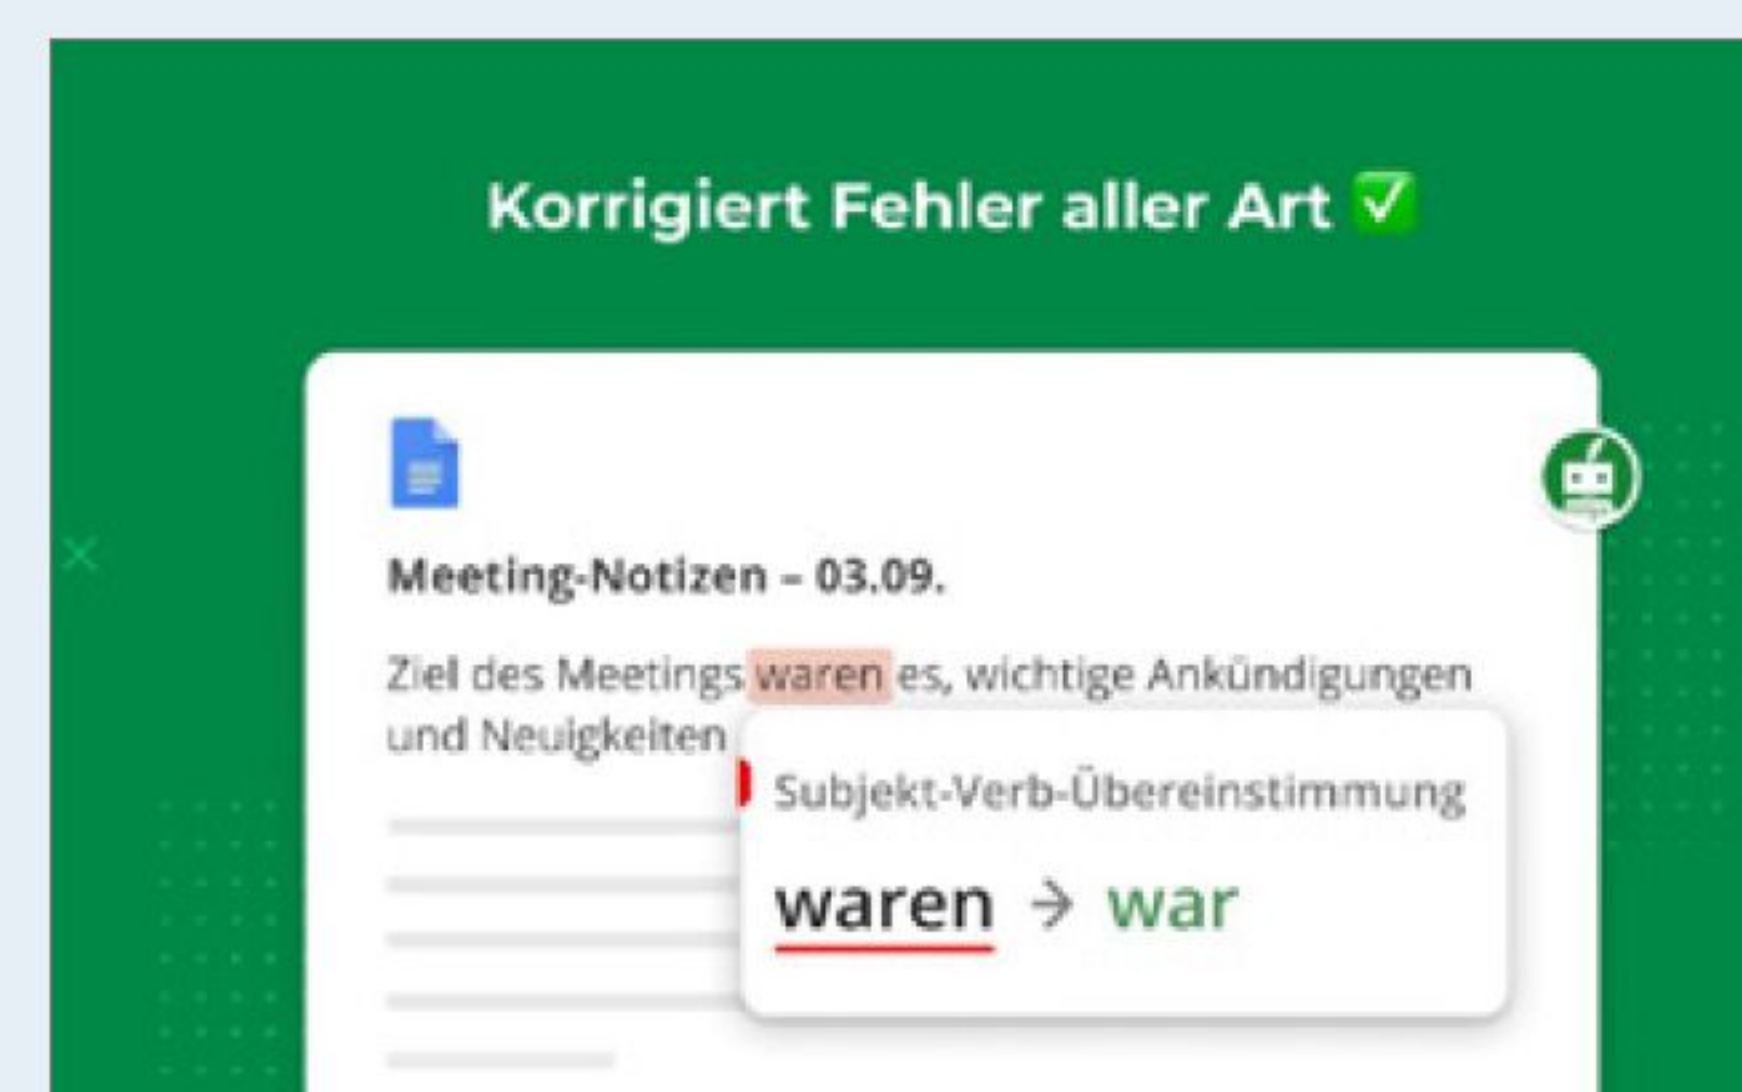 Korrigiert Fehler aller Art ✅
Meeting-Notizen – 03.09.
Ziel des Meetings waren es, wichtige Ankündigungen
und Neuigkeiten
Subjekt-Verb-Übereinstimmung
waren → war